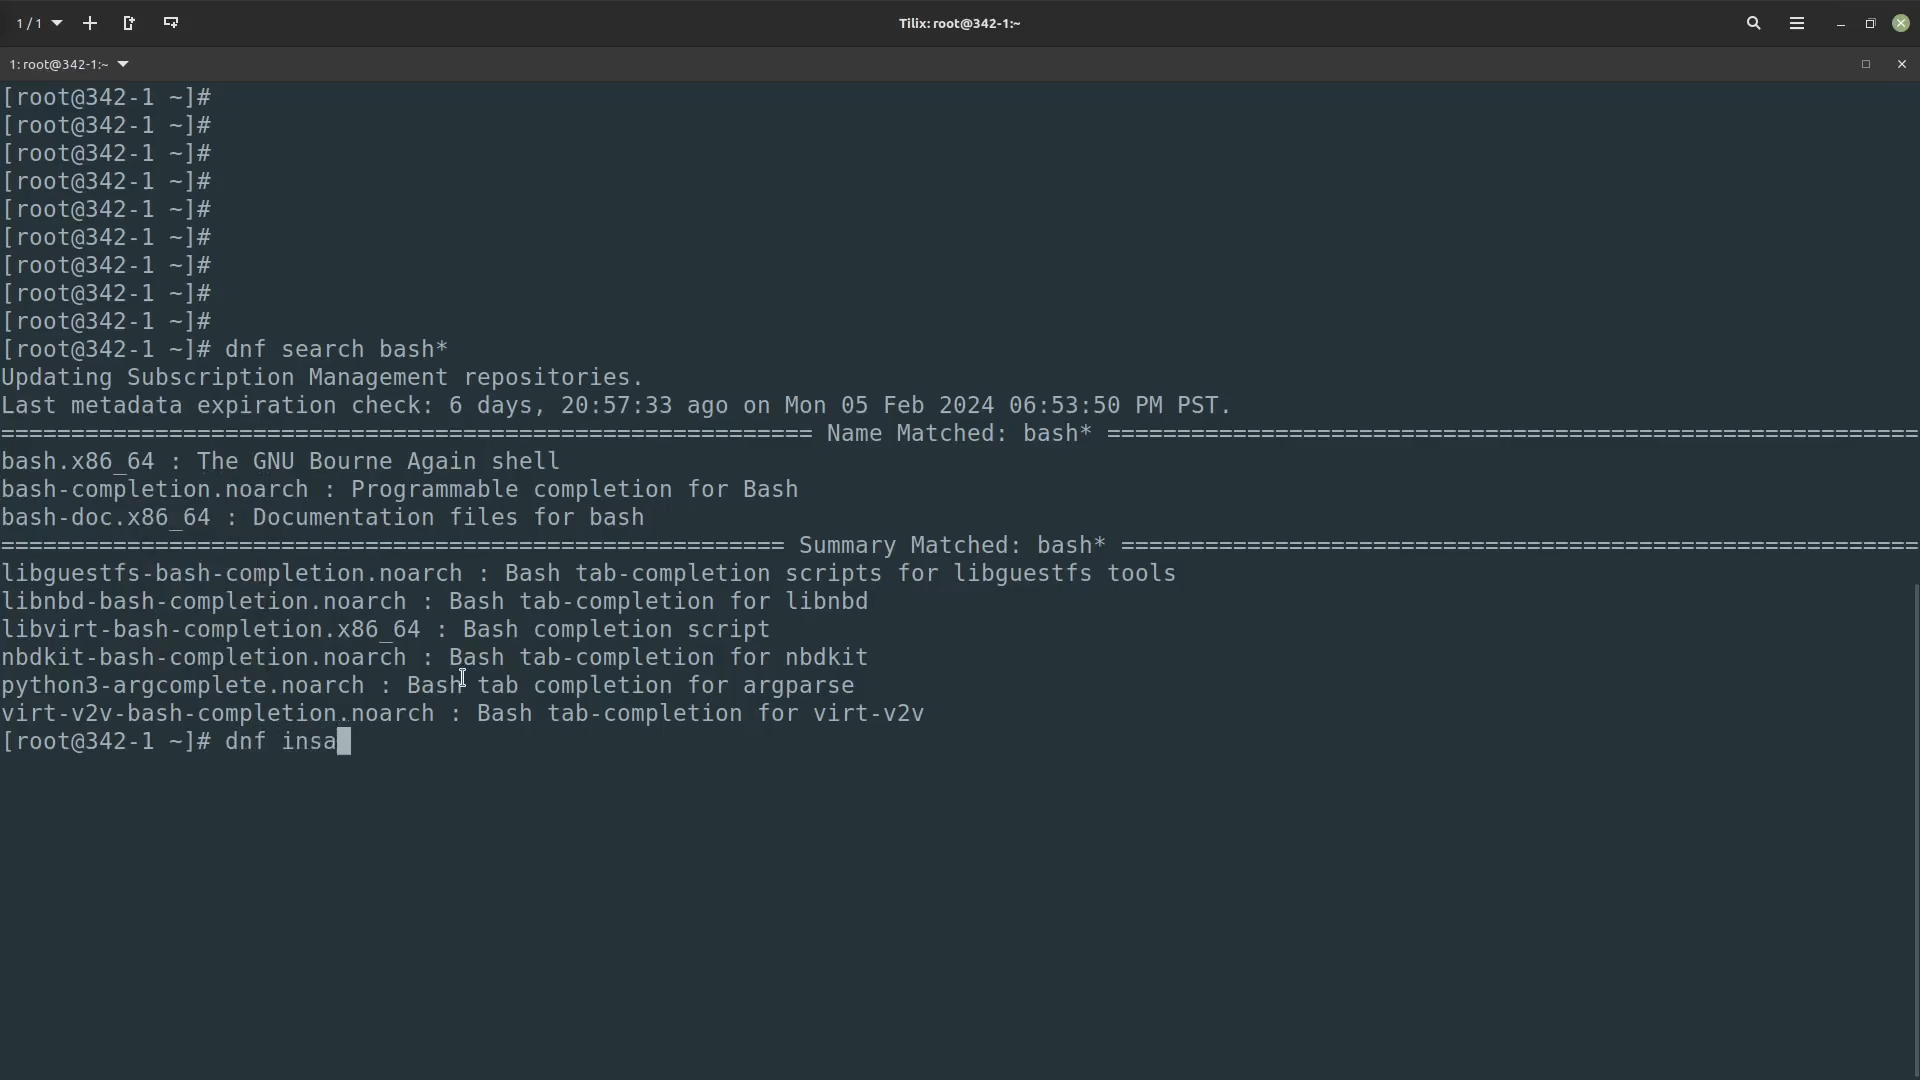 1 / 1
Tilix: root@342-1:~
1: root@342-1:~
[root@342-1 ~]#
[root@342-1 ~]#
[root@342-1 ~]#
[root@342-1 ~]#
[root@342-1 ~]#
[root@342-1 ~]#
[root@342-1 ~]#
[root@342-1 ~]#
[root@342-1 ~]#
[root@342-1 ~]# dnf search bash*
Updating Subscription Management repositories.
Last metadata expiration check: 6 days, 20:57:33 ago on Mon 05 Feb 2024 06:53:50 PM PST.
========================================================== Name Matched: bash* ==========================================================
bash.x86_64 : The GNU Bourne Again shell
bash-completion.noarch : Programmable completion for Bash
bash-doc.x86_64 : Documentation files for bash
======================================================== Summary Matched: bash* =========================================================
libguestfs-bash-completion.noarch : Bash tab-completion scripts for libguestfs tools
libnbd-bash-completion.noarch : Bash tab-completion for libnbd
libvirt-bash-completion.x86_64 : Bash completion script
nbdkit-bash-completion.noarch : Bash tab-completion for nbdkit
python3-argcomplete.noarch : Bash tab completion for argparse
virt-v2v-bash-completion.noarch : Bash tab-completion for virt-v2v
[root@342-1 ~]# dnf insa